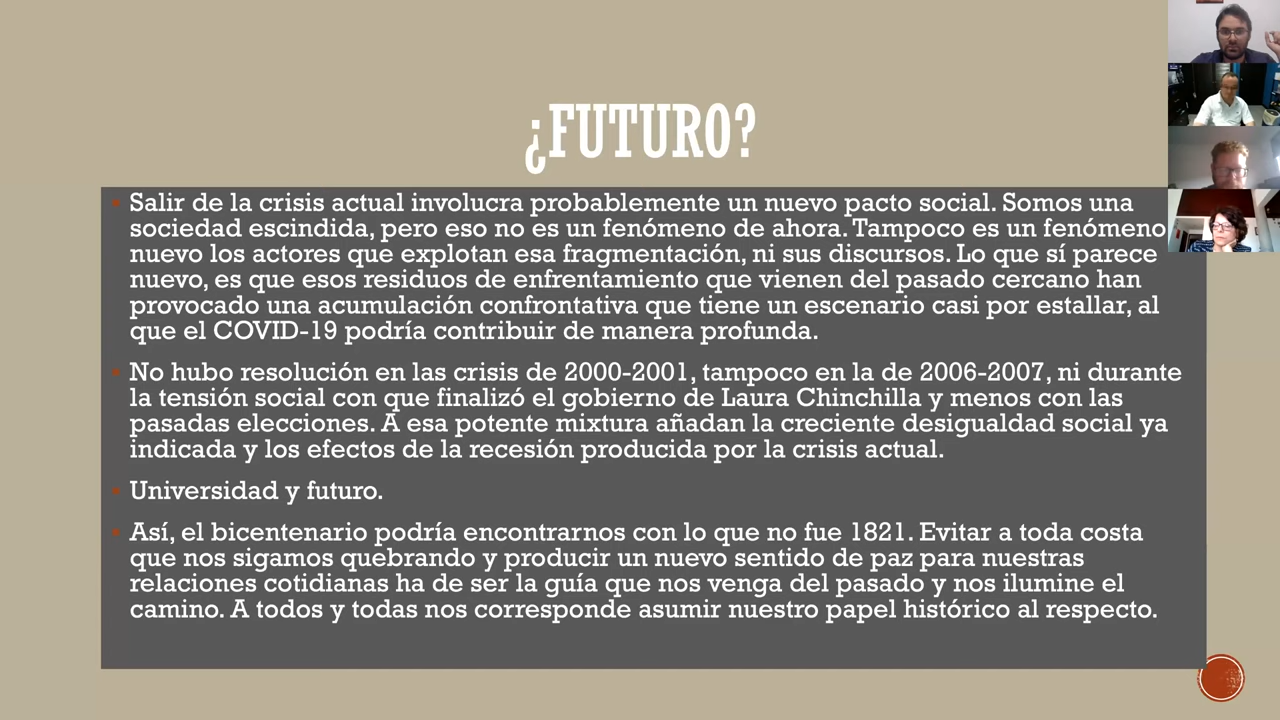 ¿FUTURO?
Salir de la crisis actual involucra probablemente un nuevo pacto social. Somos una
sociedad escindida, pero eso no es un fenómeno de ahora. Tampoco es un fenómeno
nuevo los actores que explotan esa fragmentación, ni sus discursos. Lo que sí parece
nuevo, es que esos residuos de enfrentamiento que vienen del pasado cercano han
provocado una acumulación confrontativa que tiene un escenario casi por estallar, al
que el COVID-19 podría contribuir de manera profunda.
No hubo resolución en las crisis de 2000-2001, tampoco en la de 2006-2007, ni durante
la tensión social con que finalizó el gobierno de Laura Chinchilla y menos con las
pasadas elecciones. A esa potente mixtura añadan la creciente desigualdad social ya
indicada y los efectos de la recesión producida por la crisis actual.
Universidad y futuro.
Así, el bicentenario podría encontrarnos con lo que no fue 1821. Evitar a toda costa
que nos sigamos quebrando y producir un nuevo sentido de paz para nuestras
relaciones cotidianas ha de ser la guía que nos venga del pasado y nos ilumine el
camino. A todos y todas nos corresponde asumir nuestro papel histórico al respecto.